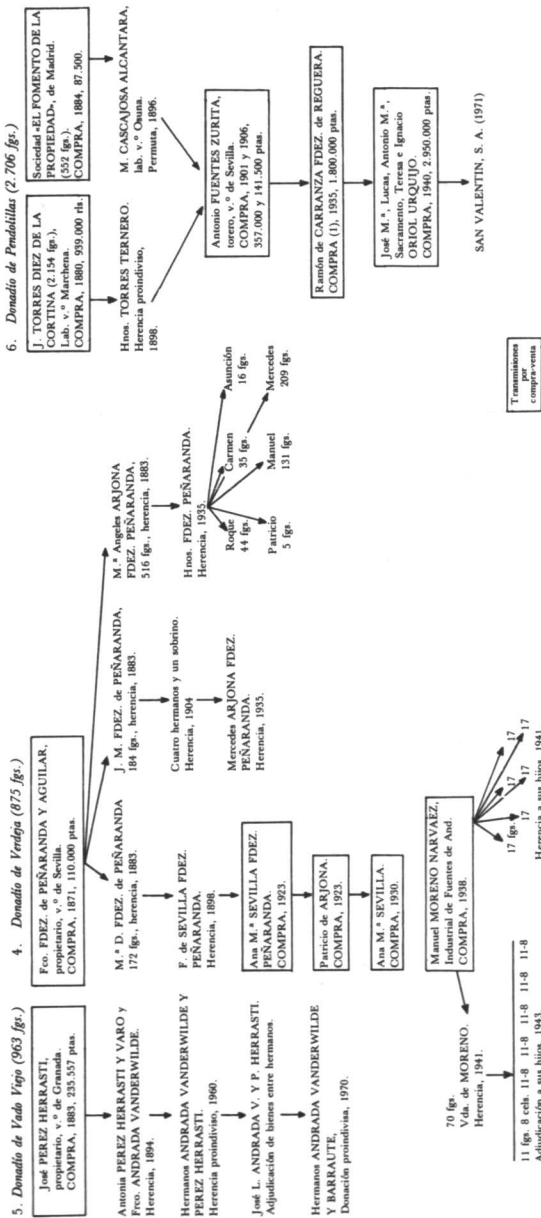 5. Donadío de Vado Viejo (963 fgs.)
José PEREZ HERRASTI,
propietario, v.º de Granada.
COMPRA, 1883, 235.557 ptas.
Antonia PEREZ HERRASTI Y VARO y
Frco. ANDRADA VANDERWILDE.
Herencia, 1894.
Hermanos ANDRADA VANDERWILDE Y
PEREZ HERRASTI.
Herencia proindiviso, 1960.
José L. ANDRADA V. Y P. HERRASTI.
Adjudicación de bienes entre hermanos.
Hermanos ANDRADA VANDERWILDE
Y BARRAUTE,
Donación proindivisa, 1970.
4. Donadío de Verdeja (875 fgs.)
Fco. FDEZ. de PEÑARANDA Y AGUILAR,
propietario, v.º de Sevilla.
COMPRA, 1871, 110.000 ptas.
M.ª D. FDEZ. de PEÑARANDA
172 fgs., herencia, 1883.
F. de SEVILLA FDEZ.
PEÑARANDA.
Herencia, 1898.
Ana M.ª SEVILLA FDEZ.
PEÑARANDA.
COMPRA, 1923.
Patricio de ARJONA.
COMPRA, 1923.
Ana M.ª SEVILLA.
COMPRA, 1930.
Manuel MORENO NARVAEZ,
Industrial de Fuentes de And.
COMPRA, 1938.
70 fgs.
Vda. de MORENO.
Herencia, 1941.
11 fgs. 8 cels. 11-8 11-8 11-8 11-8 11-8
Adjudicación a sus hijos, 1943.
17 fgs. 17 17 17 17 17
Herencia a sus hijos, 1941
J. M. FDEZ. de PEÑARANDA,
184 fgs., herencia, 1883.
Cuatro hermanos y un sobrino.
Herencia, 1904
Mercedes ARJONA FDEZ.
PEÑARANDA.
Herencia, 1935.
M.ª Angeles ARJONA
FDEZ. PEÑARANDA,
516 fgs., herencia, 1883.
Hnos. FDEZ. PEÑARANDA.
Herencia, 1935.
Roque
44 fgs.
Carmen
35 fgs.
Asunción
16 fgs.
Patricio
5 fgs.
Manuel
131 fgs.
Mercedes
209 fgs.
6. Donadío de Pendolillas (2.706 fgs.)
J. TORRES DIEZ DE LA
CORTINA (2.154 fgs.),
Lab. v.º Marchena.
COMPRA, 1880, 939.000 rls.
Sociedad «EL FOMENTO DE LA
PROPIEDAD», de Madrid.
(552 fgs.).
COMPRA, 1884, 87.500.
Hnos. TORRES TERNERO.
Herencia proindiviso,
1898.
M. CASCAJOSA ALCANTARA,
lab. v.º Osuna.
Permuta, 1896.
Antonio FUENTES ZURITA,
torero, v.º de Sevilla.
COMPRA, 1901 y 1906,
357.000 y 141.500 ptas.
Ramón de CARRANZA FDEZ. de REGUERA.
COMPRA (1), 1935, 1.800.000 ptas.
José M.ª, Lucas, Antonio M.ª,
Sacramento, Teresa e Ignacio
ORIOL URQUIJO.
COMPRA, 1940, 2.950.000 ptas.
SAN VALENTIN, S. A. (1971)
Transmisiones
por
compra-venta